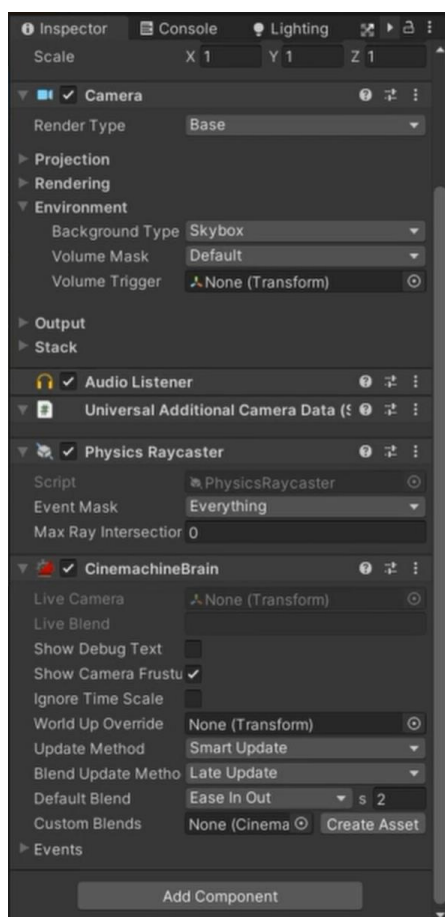 Inspector Console Lighting
Scale X 1 Y 1 Z 1
Camera
Render Type Base
Projection
Rendering
Environment
Background Type Skybox
Volume Mask Default
Volume Trigger None (Transform)
Output
Stack
Audio Listener
Universal Additional Camera Data (S
Physics Raycaster
Script PhysicsRaycaster
Event Mask Everything
Max Ray Intersection 0
CinemachineBrain
Live Camera None (Transform)
Live Blend
Show Debug Text
Show Camera Frustu
Ignore Time Scale
World Up Override None (Transform)
Update Method Smart Update
Blend Update Metho Late Update
Default Blend Ease In Out s 2
Custom Blends None (Cinema Create Asset
Events
Add Component